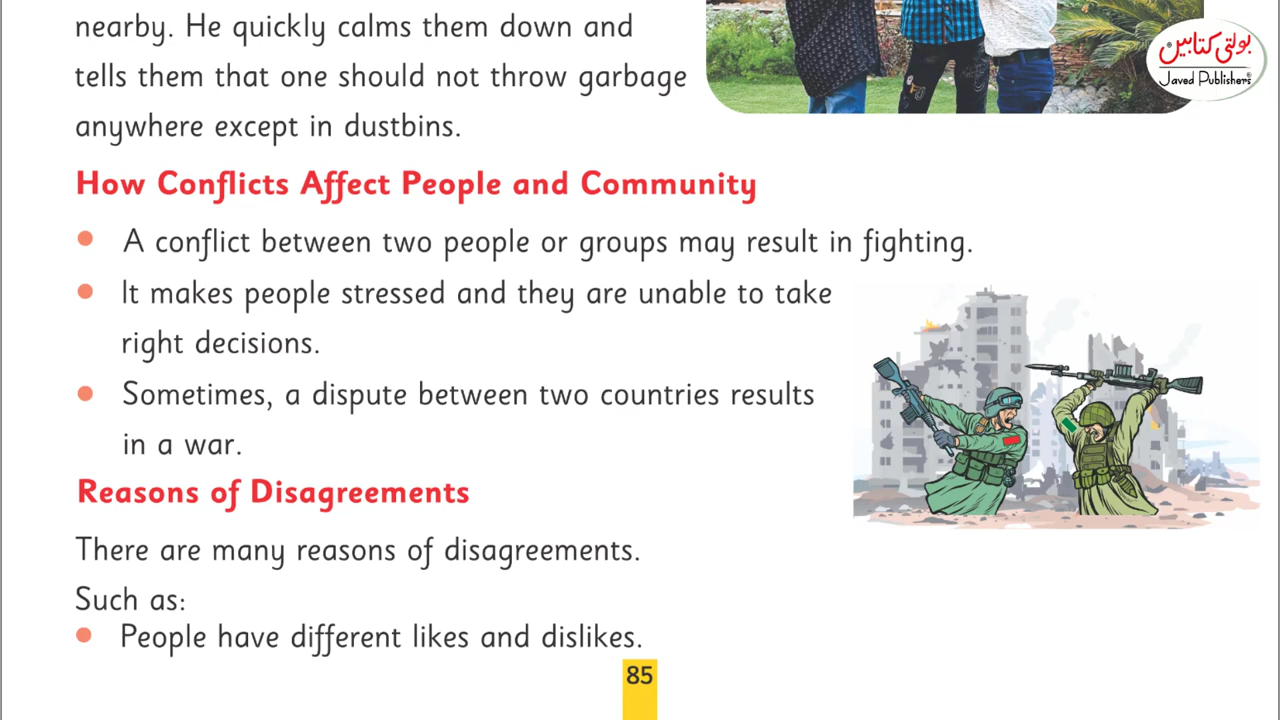 nearby. He quickly calms them down and
tells them that one should not throw garbage
anywhere except in dustbins.
بولتی کتابیں
Javed Publishers
How Conflicts Affect People and Community
A conflict between two people or groups may result in fighting.
It makes people stressed and they are unable to take
right decisions.
Sometimes, a dispute between two countries results
in a war.
Reasons of Disagreements
There are many reasons of disagreements.
Such as:
People have different likes and dislikes.
85